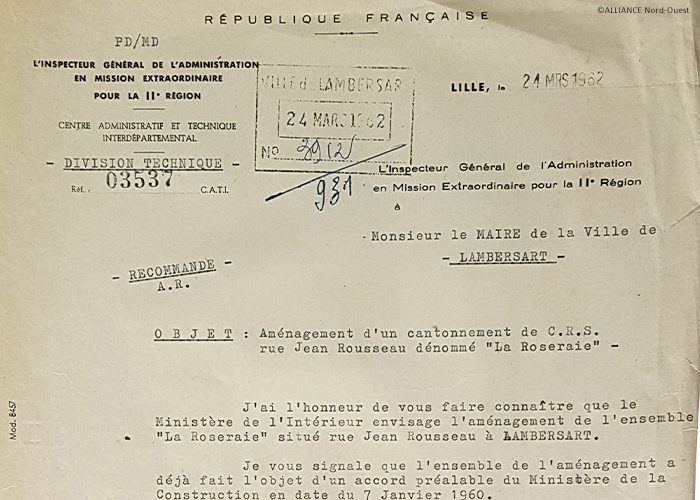 ©ALLIANCE Nord-Ouest
RÉPUBLIQUE FRANÇAISE
PD/MD
L'INSPECTEUR GÉNÉRAL DE L'ADMINISTRATION
EN MISSION EXTRAORDINAIRE
POUR LA IIe RÉGION
CENTRE ADMINISTRATIF ET TECHNIQUE
INTERDÉPARTEMENTAL
- DIVISION TECHNIQUE -
Réf. : 03537 C.A.T.I.
VILLE de LAMBERSART
24 MARS 1962
No
931
LILLE, le 24 MRS 1962
L'Inspecteur Général de l'Administration
en Mission Extraordinaire pour la IIe Région
à
Monsieur le MAIRE de la Ville de
- LAMBERSART -
- RECOMMANDE -
A.R.
OBJET : Aménagement d'un cantonnement de C.R.S.
rue Jean Rousseau dénommé "La Roseraie" -
J'ai l'honneur de vous faire connaître que le
Ministère de l'Intérieur envisage l'aménagement de l'ensemble
"La Roseraie" situé rue Jean Rousseau à LAMBERSART.
Je vous signale que l'ensemble de l'aménagement a
déjà fait l'objet d'un accord préalable du Ministère de la
Construction en date du 7 Janvier 1960.
Mod. 8457